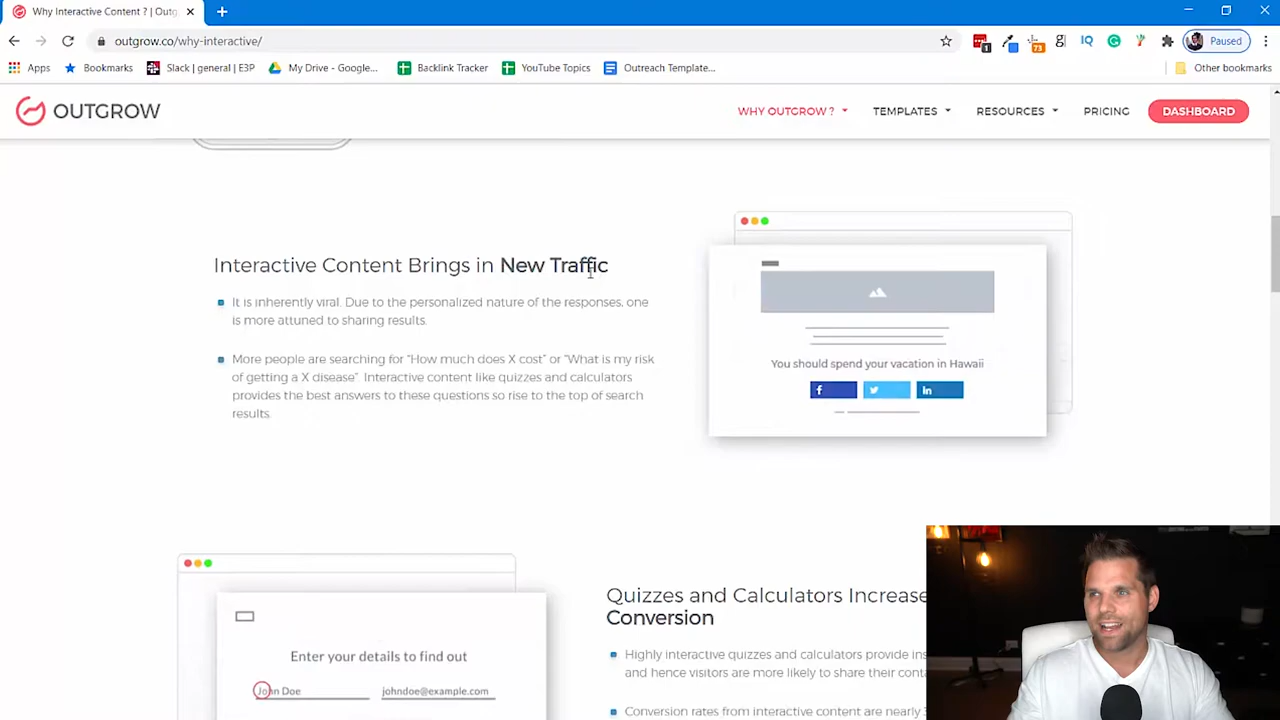 Why Interactive Content ? | Outg
outgrow.co/why-interactive/
1
73
g
IQ
Paused
Apps
Bookmarks
Slack | general | E3P
My Drive - Google...
Backlink Tracker
YouTube Topics
Outreach Template...
Other bookmarks
OUTGROW
WHY OUTGROW ?
TEMPLATES
RESOURCES
PRICING
DASHBOARD
Interactive Content Brings in New Traffic
It is inherently viral. Due to the personalized nature of the responses, one
is more attuned to sharing results.
More people are searching for “How much does X cost” or “What is my risk
of getting a X disease”. Interactive content like quizzes and calculators
provides the best answers to these questions so rise to the top of search
results.
You should spend your vacation in Hawaii
Quizzes and Calculators Increase
Conversion
Highly interactive quizzes and calculators provide
and hence visitors are more likely to share their
Conversion rates from interactive content are nearly
Enter your details to find out
John Doe
johndoe@example.com